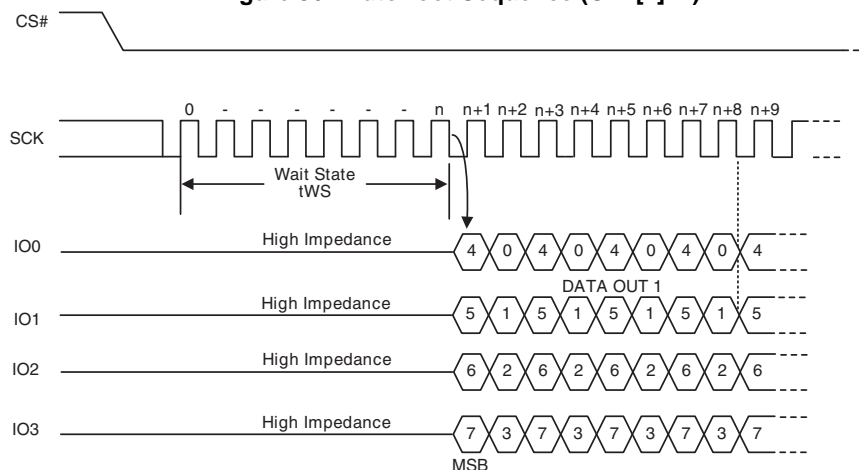 CS#
0 - - - - - - n n+1 n+2 n+3 n+4 n+5 n+6 n+7 n+8 n+9
SCK
Wait State
tWS
IO0 High Impedance 4 0 4 0 4 0 4 0 4
DATA OUT 1
IO1 High Impedance 5 1 5 1 5 1 5 1 5
IO2 High Impedance 6 2 6 2 6 2 6 2 6
IO3 High Impedance 7 3 7 3 7 3 7 3 7
MSB